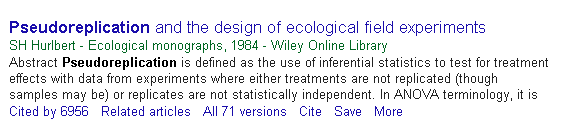 Pseudoreplication and the design of ecological field experiments
SH Hurlbert - Ecological monographs, 1984 - Wiley Online Library
Abstract Pseudoreplication is defined as the use of inferential statistics to test for treatment
effects with data from experiments where either treatments are not replicated (though
samples may be) or replicates are not statistically independent. In ANOVA terminology, it is
Cited by 6956 Related articles All 71 versions Cite Save More